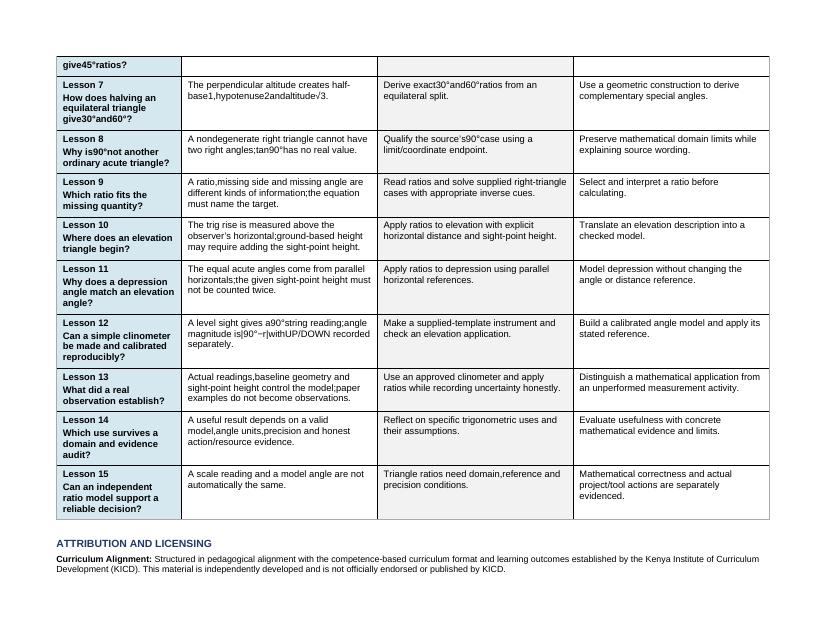 give45°ratios?
Lesson 7
How does halving an
equilateral triangle
give30°and60°?
The perpendicular altitude creates half-
base1,hypotenuse2andaltitude√3.
Derive exact30°and60°ratios from an
equilateral split.
Use a geometric construction to derive
complementary special angles.
Lesson 8
Why is90°not another
ordinary acute triangle?
A nondegenerate right triangle cannot have
two right angles;tan90°has no real value.
Qualify the source's90°case using a
limit/coordinate endpoint.
Preserve mathematical domain limits while
explaining source wording.
Lesson 9
Which ratio fits the
missing quantity?
A ratio,missing side and missing angle are
different kinds of information;the equation
must name the target.
Read ratios and solve supplied right-triangle
cases with appropriate inverse cues.
Select and interpret a ratio before
calculating.
Lesson 10
Where does an elevation
triangle begin?
The trig rise is measured above the
observer's horizontal;ground-based height
may require adding the sight-point height.
Apply ratios to elevation with explicit
horizontal distance and sight-point height.
Translate an elevation description into a
checked model.
Lesson 11
Why does a depression
angle match an elevation
angle?
The equal acute angles come from parallel
horizontals;the given sight-point height must
not be counted twice.
Apply ratios to depression using parallel
horizontal references.
Model depression without changing the
angle or distance reference.
Lesson 12
Can a simple clinometer
be made and calibrated
reproducibly?
A level sight gives a90°string reading;angle
magnitude is|90°−r|withUP/DOWN recorded
separately.
Make a supplied-template instrument and
check an elevation application.
Build a calibrated angle model and apply its
stated reference.
Lesson 13
What did a real
observation establish?
Actual readings,baseline geometry and
sight-point height control the model;paper
examples do not become observations.
Use an approved clinometer and apply
ratios while recording uncertainty honestly.
Distinguish a mathematical application from
an unperformed measurement activity.
Lesson 14
Which use survives a
domain and evidence
audit?
A useful result depends on a valid
model,angle units,precision and honest
action/resource evidence.
Reflect on specific trigonometric uses and
their assumptions.
Evaluate usefulness with concrete
mathematical evidence and limits.
Lesson 15
Can an independent
ratio model support a
reliable decision?
A scale reading and a model angle are not
automatically the same.
Triangle ratios need domain,reference and
precision conditions.
Mathematical correctness and actual
project/tool actions are separately
evidenced.
ATTRIBUTION AND LICENSING
Curriculum Alignment: Structured in pedagogical alignment with the competence-based curriculum format and learning outcomes established by the Kenya Institute of Curriculum
Development (KICD). This material is independently developed and is not officially endorsed or published by KICD.